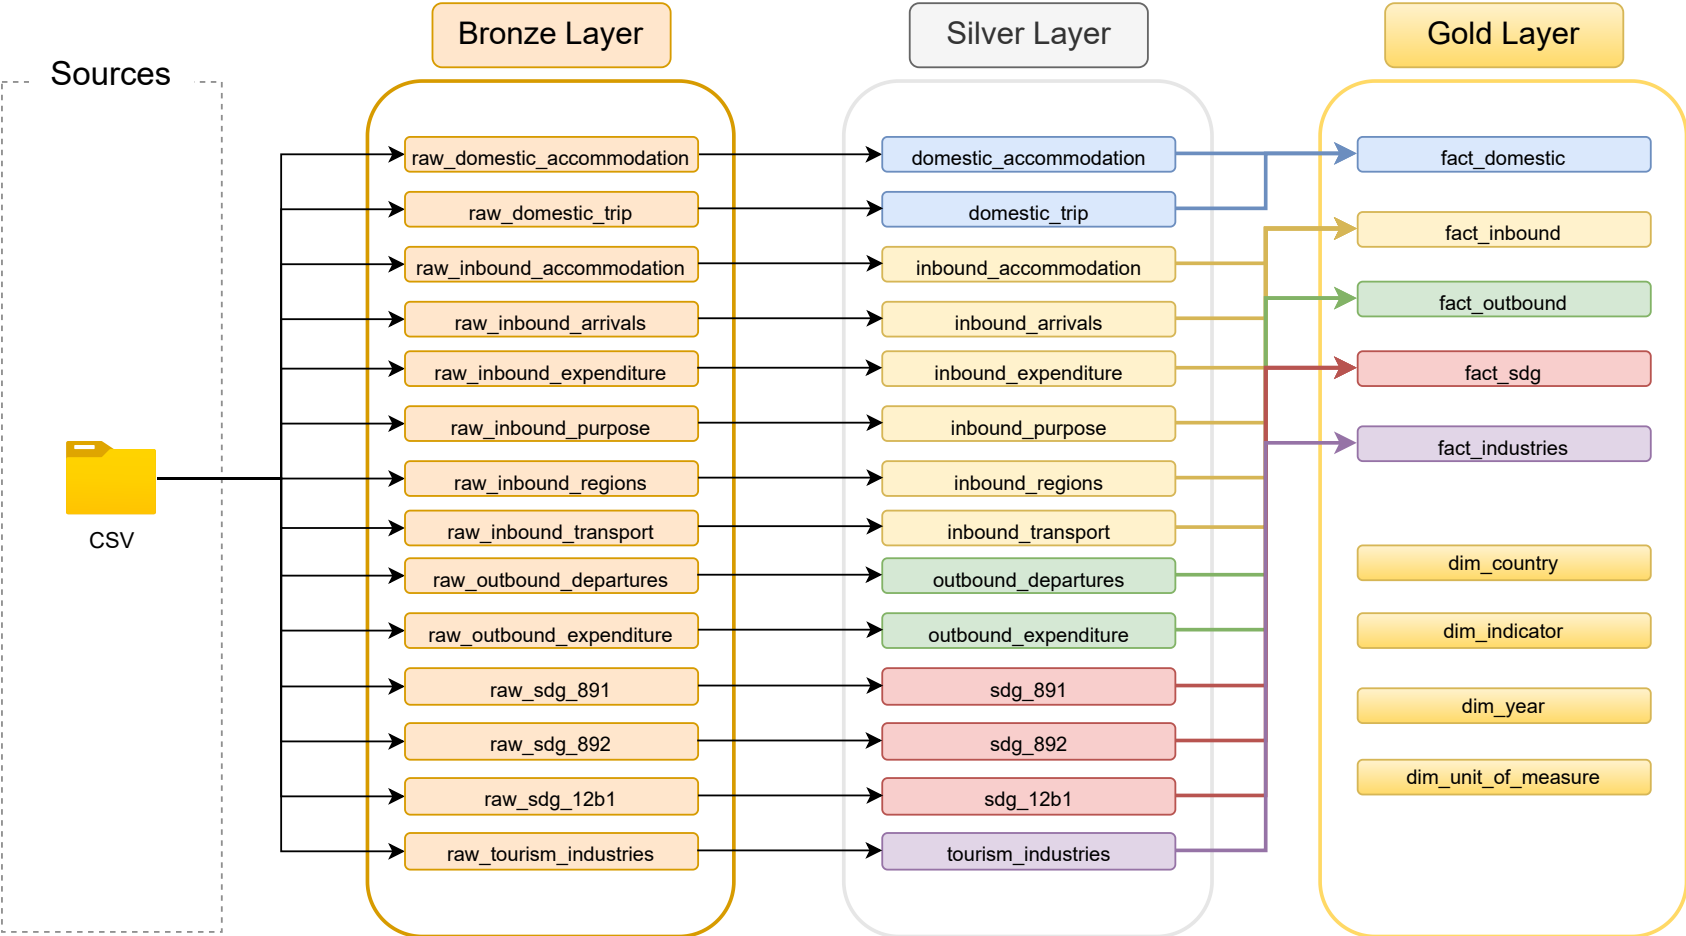 Sources
Bronze Layer
Silver Layer
Gold Layer
CSV
raw_domestic_accommodation
raw_domestic_trip
raw_inbound_accommodation
raw_inbound_arrivals
raw_inbound_expenditure
raw_inbound_purpose
raw_inbound_regions
raw_inbound_transport
raw_outbound_departures
raw_outbound_expenditure
raw_sdg_891
raw_sdg_892
raw_sdg_12b1
raw_tourism_industries
domestic_accommodation
domestic_trip
inbound_accommodation
inbound_arrivals
inbound_expenditure
inbound_purpose
inbound_regions
inbound_transport
outbound_departures
outbound_expenditure
sdg_891
sdg_892
sdg_12b1
tourism_industries
fact_domestic
fact_inbound
fact_outbound
fact_sdg
fact_industries
dim_country
dim_indicator
dim_year
dim_unit_of_measure